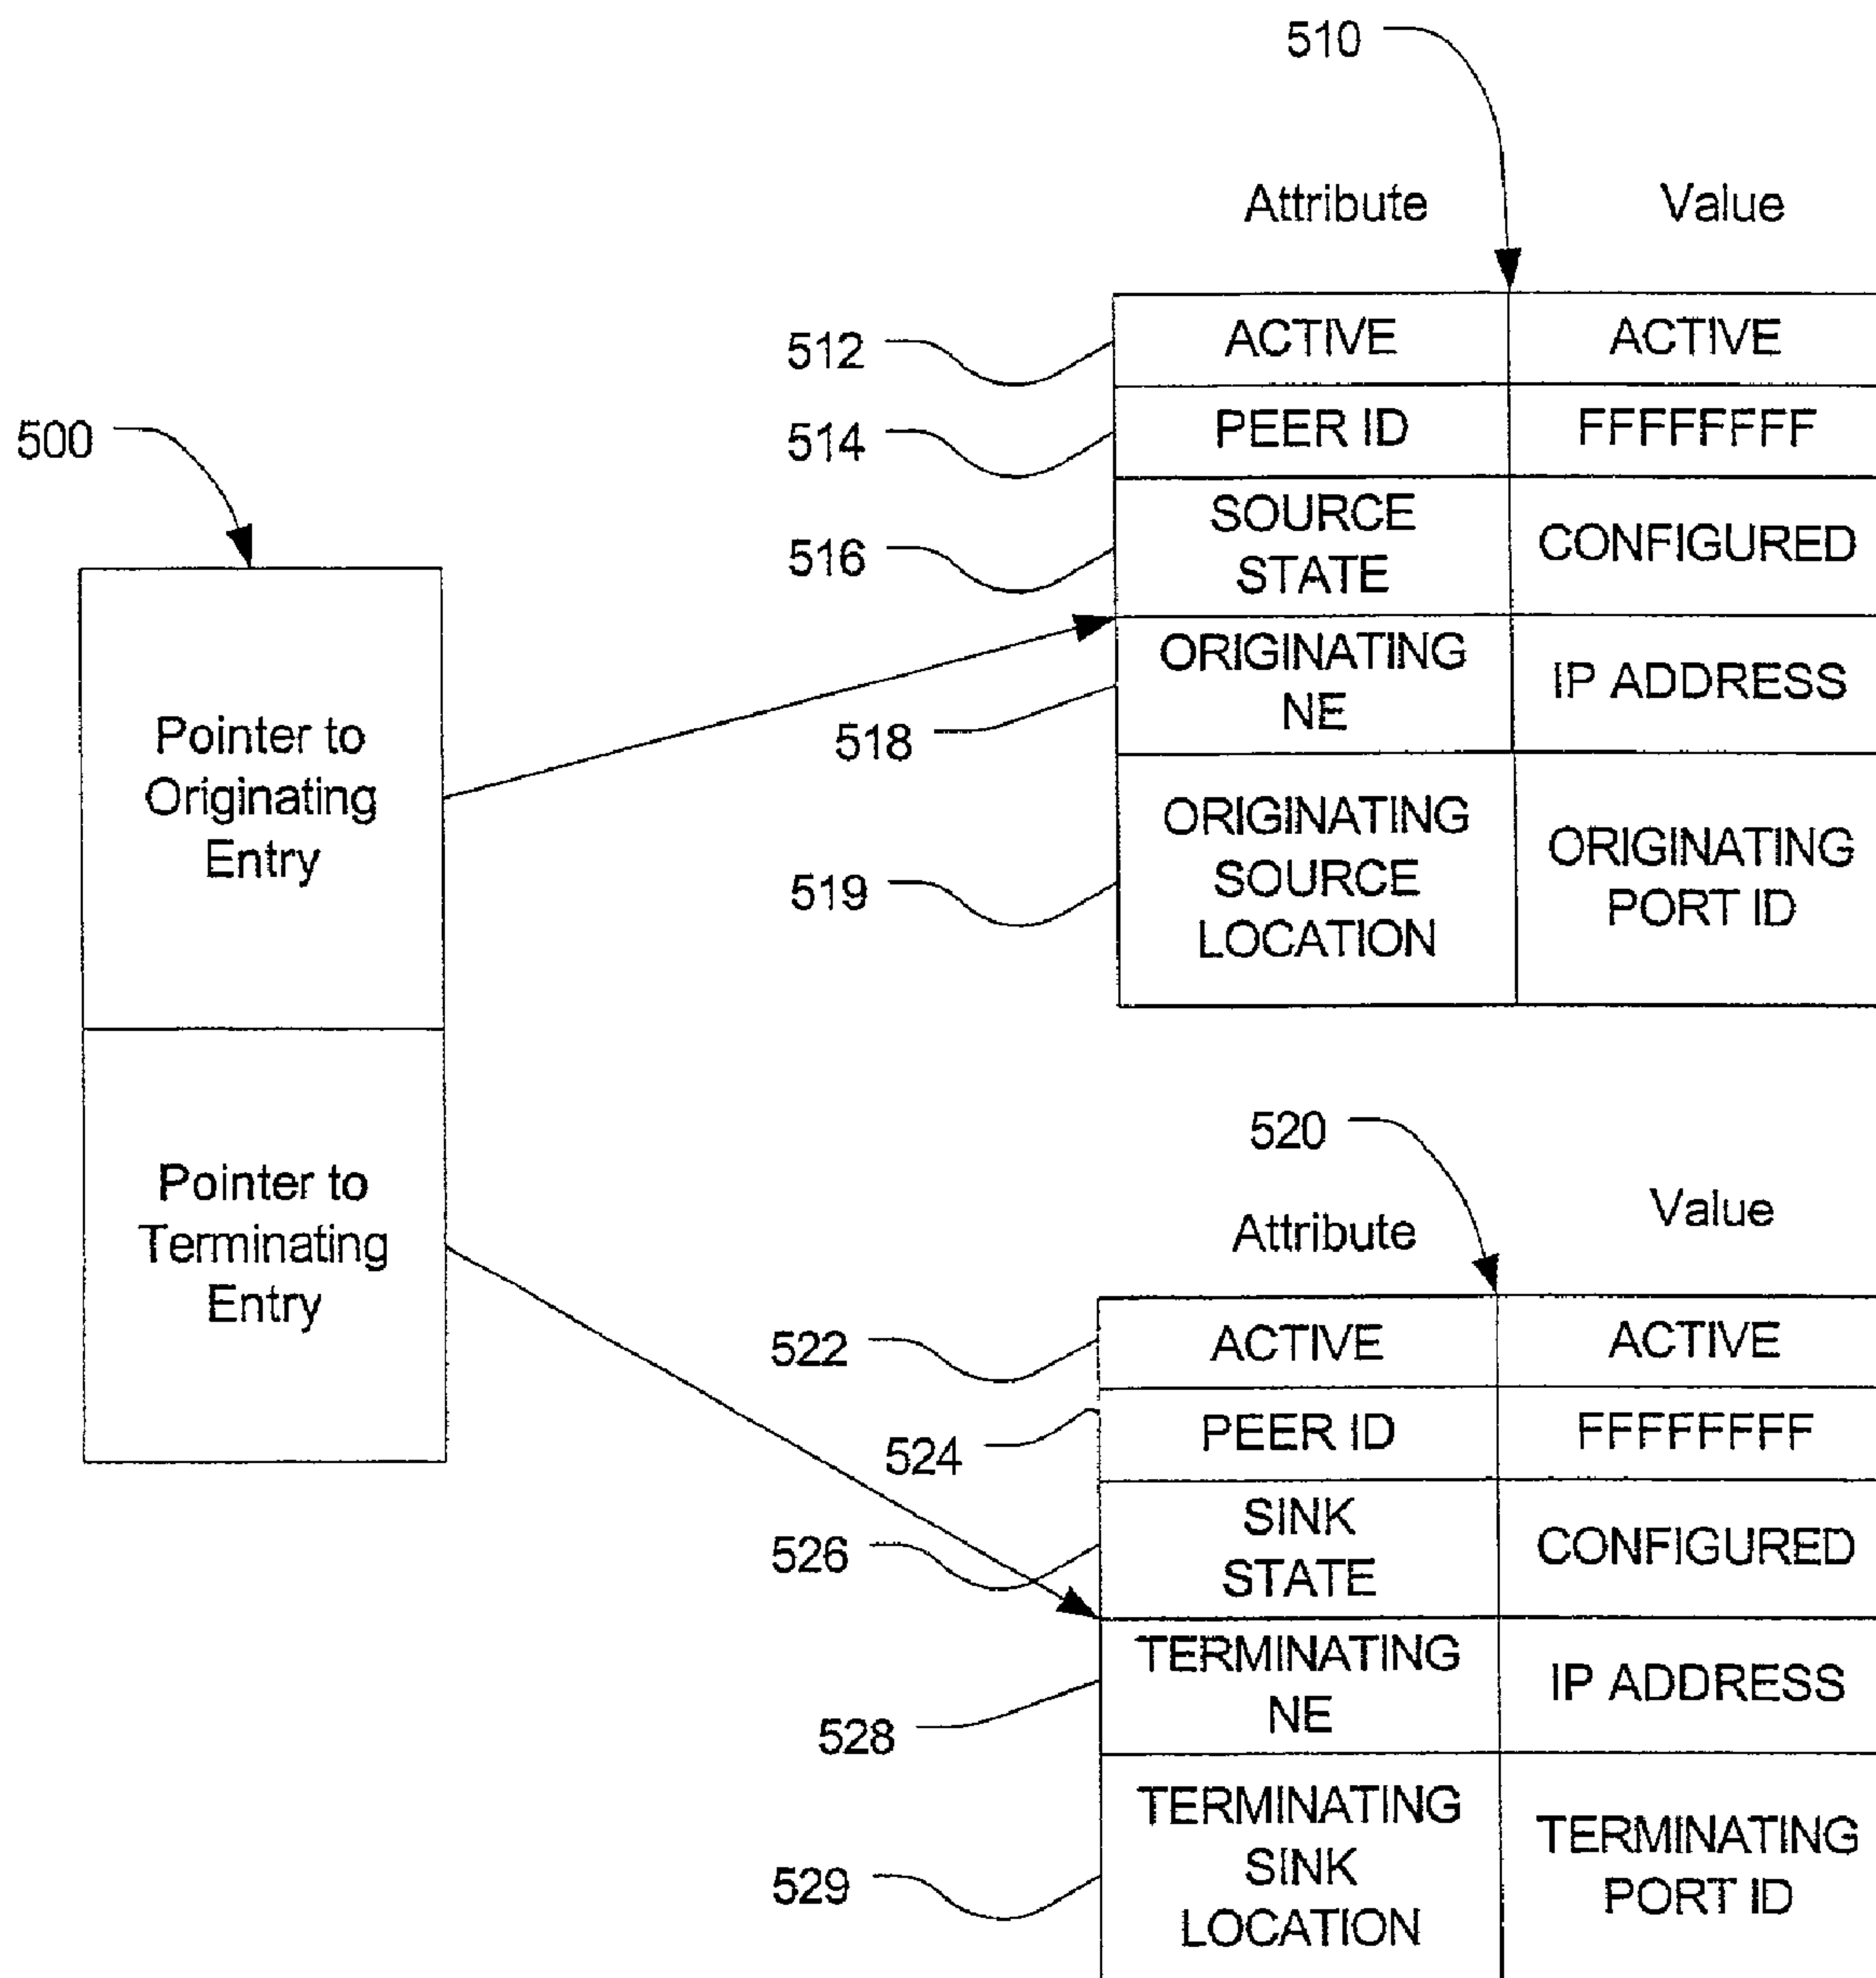 510
Attribute Value
512 ACTIVE ACTIVE
500
514 PEER ID FFFFFFFF
516 SOURCE
STATE CONFIGURED
Pointer to
Originating
Entry
518 ORIGINATING
NE IP ADDRESS
519 ORIGINATING
SOURCE
LOCATION ORIGINATING
PORT ID
520
Attribute Value
Pointer to
Terminating
Entry
522 ACTIVE ACTIVE
524 PEER ID FFFFFFFF
526 SINK
STATE CONFIGURED
528 TERMINATING
NE IP ADDRESS
529 TERMINATING
SINK
LOCATION TERMINATING
PORT ID